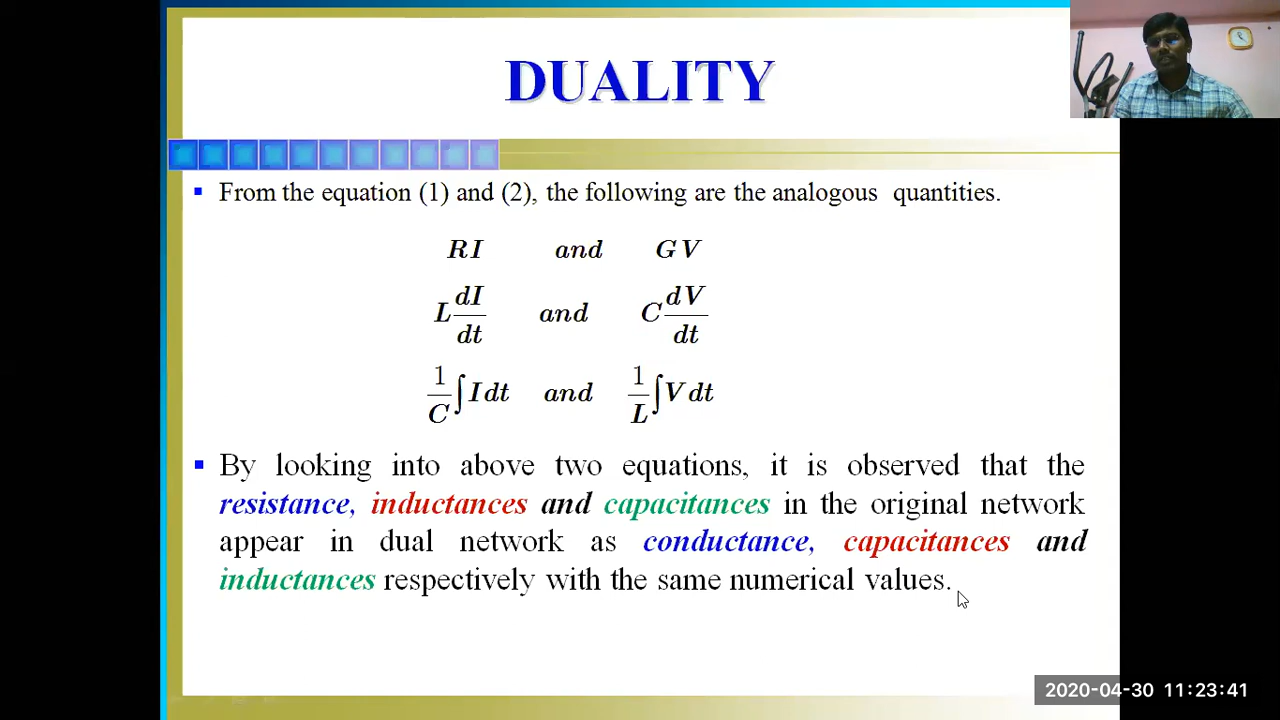 DUALITY
From the equation (1) and (2), the following are the analogous quantities.
RI and GV
L dI/dt and C dV/dt
1/C ∫ I dt and 1/L ∫ V dt
By looking into above two equations, it is observed that the
resistance, inductances and capacitances in the original network
appear in dual network as conductance, capacitances and
inductances respectively with the same numerical values.
2020-04-30 11:23:41